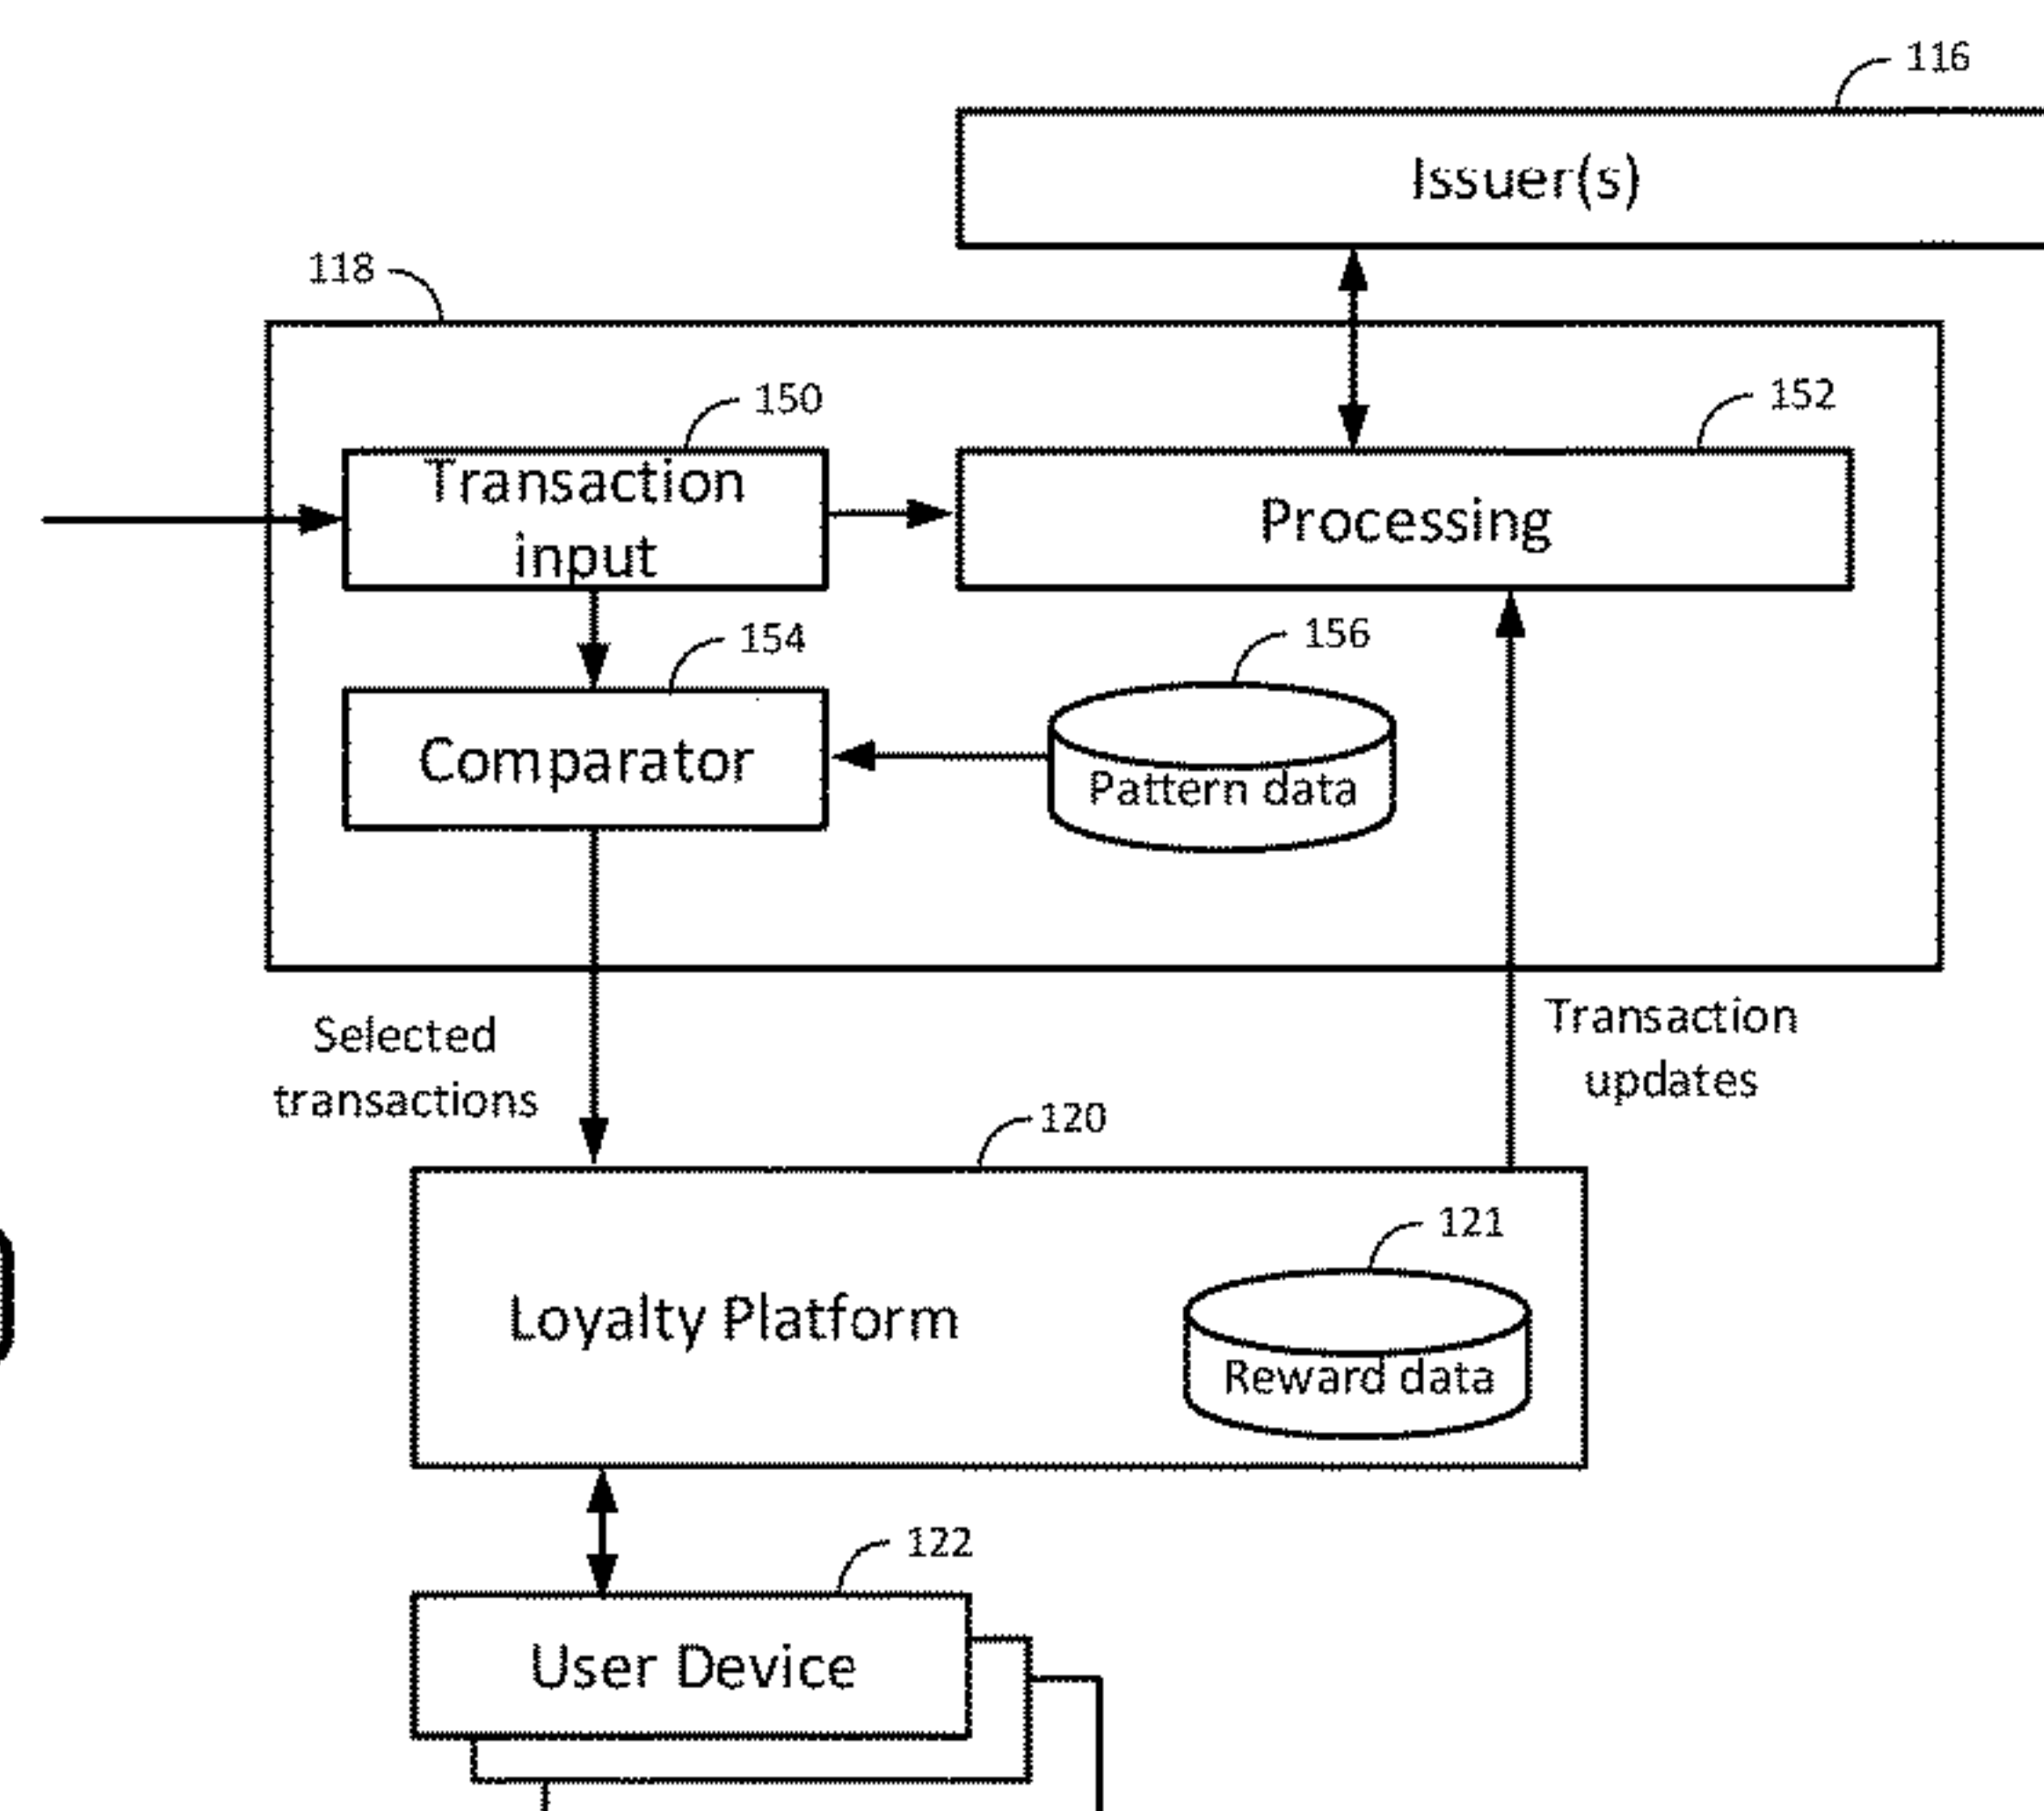 116
Issuer(s)
118
150
152
Transaction
input
Processing
154
156
Comparator
Pattern data
Selected
transactions
Transaction
updates
120
121
Loyalty Platform
Reward data
122
User Device